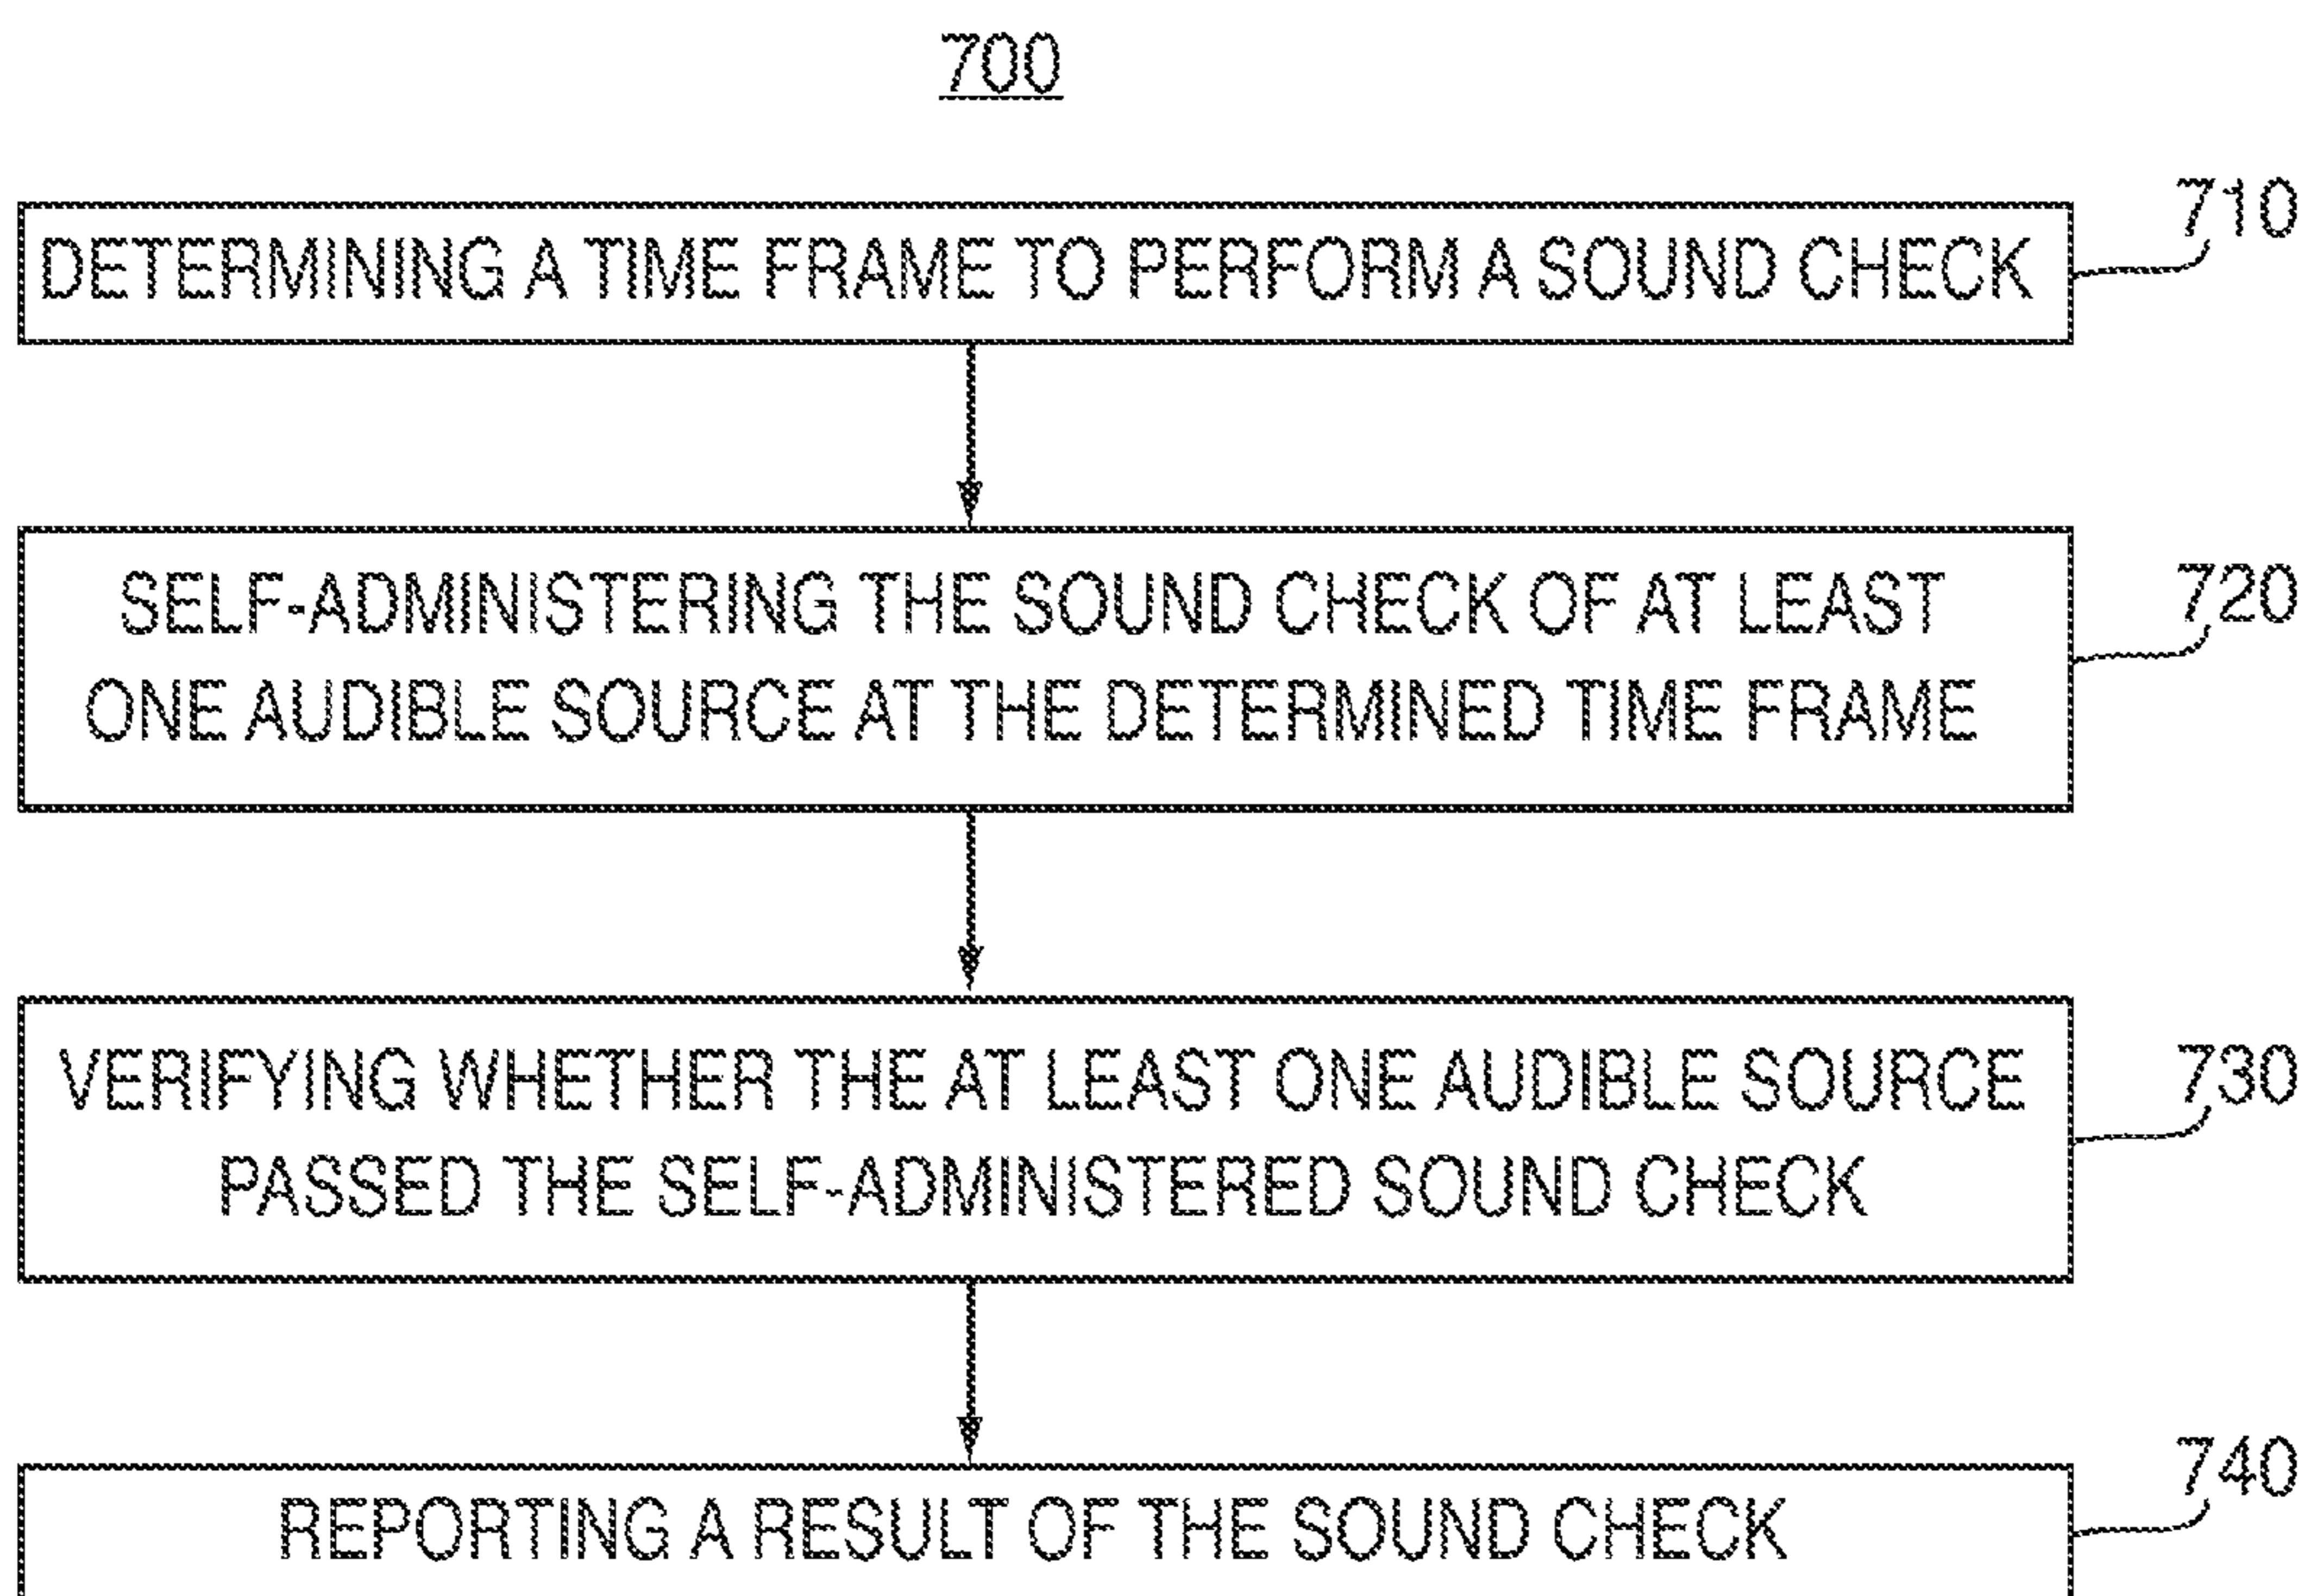 700
DETERMINING A TIME FRAME TO PERFORM A SOUND CHECK
710
SELF-ADMINISTERING THE SOUND CHECK OF AT LEAST
ONE AUDIBLE SOURCE AT THE DETERMINED TIME FRAME
720
VERIFYING WHETHER THE AT LEAST ONE AUDIBLE SOURCE
PASSED THE SELF-ADMINISTERED SOUND CHECK
730
REPORTING A RESULT OF THE SOUND CHECK
740